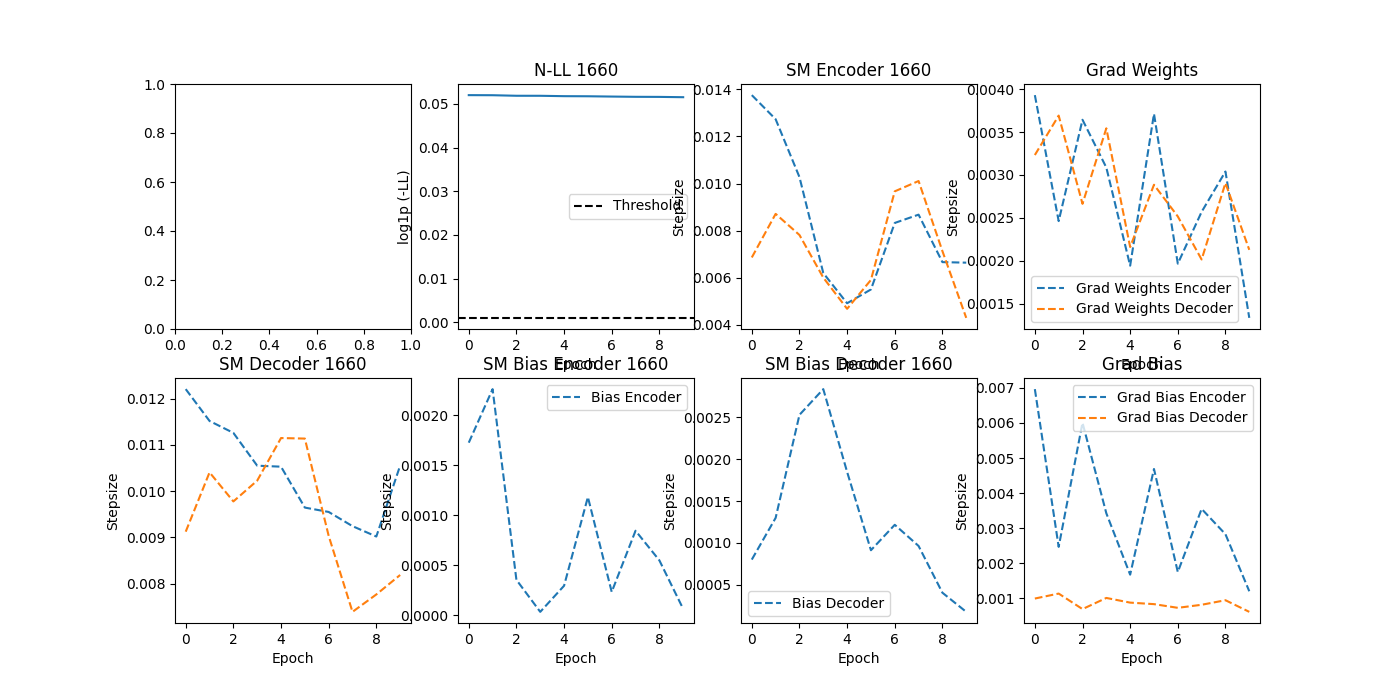 N-LL 1660
SM Encoder 1660
Grad Weights
1.0
0.8
0.6
0.4
0.2
0.0
0.0 0.2 0.4 0.6 0.8 1.0
log1p (-LL)
0.05
0.04
0.03
0.02
0.01
0.00
Threshold
0 2 4 6 8
Epoch
Stepsize
0.014
0.012
0.010
0.008
0.006
0.004
0 2 4 6 8
Epoch
Stepsize
0.0040
0.0035
0.0030
0.0025
0.0020
0.0015
Grad Weights Encoder
Grad Weights Decoder
0 2 4 6 8
Epoch
SM Decoder 1660
SM Bias Encoder 1660
SM Bias Decoder 1660
Grad Bias
Stepsize
0.012
0.011
0.010
0.009
0.008
0 2 4 6 8
Epoch
Stepsize
0.0020
0.0015
0.0010
0.0005
0.0000
Bias Encoder
0 2 4 6 8
Epoch
Stepsize
0.0025
0.0020
0.0015
0.0010
0.0005
Bias Decoder
0 2 4 6 8
Epoch
Stepsize
0.007
0.006
0.005
0.004
0.003
0.002
0.001
Grad Bias Encoder
Grad Bias Decoder
0 2 4 6 8
Epoch